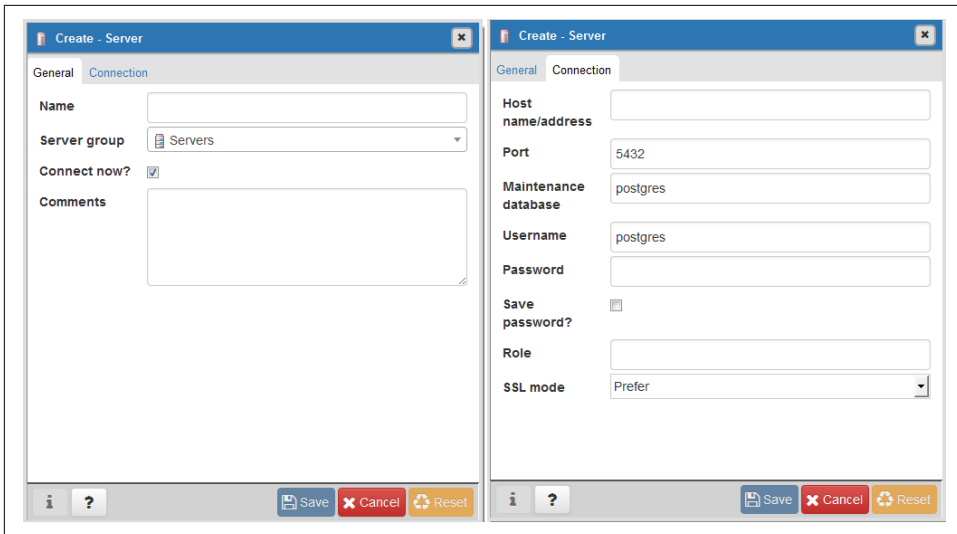 Create - Server
General Connection
Name
Server group Servers
Connect now?
Comments
i ? Save Cancel Reset
Create - Server
General Connection
Host
name/address
Port 5432
Maintenance postgres
database
Username postgres
Password
Save
password?
Role
SSL mode Prefer
i ? Save Cancel Reset